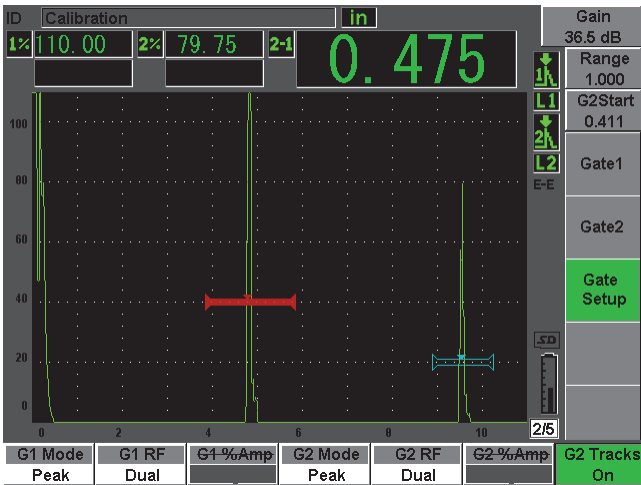 ID Calibration in
Gain
36.5 dB
1% 110.00 2% 79.75 2-1 0.475
Range
1.000
G2Start
0.411
1
L1
2
L2
E-E
Gate1
Gate2
Gate
Setup
SD
100
80
60
40
20
0
0 2 4 6 8 10
2/5
G1 Mode G1 RF G1 %Amp G2 Mode G2 RF G2 %Amp G2 Tracks
Peak Dual Peak Dual On